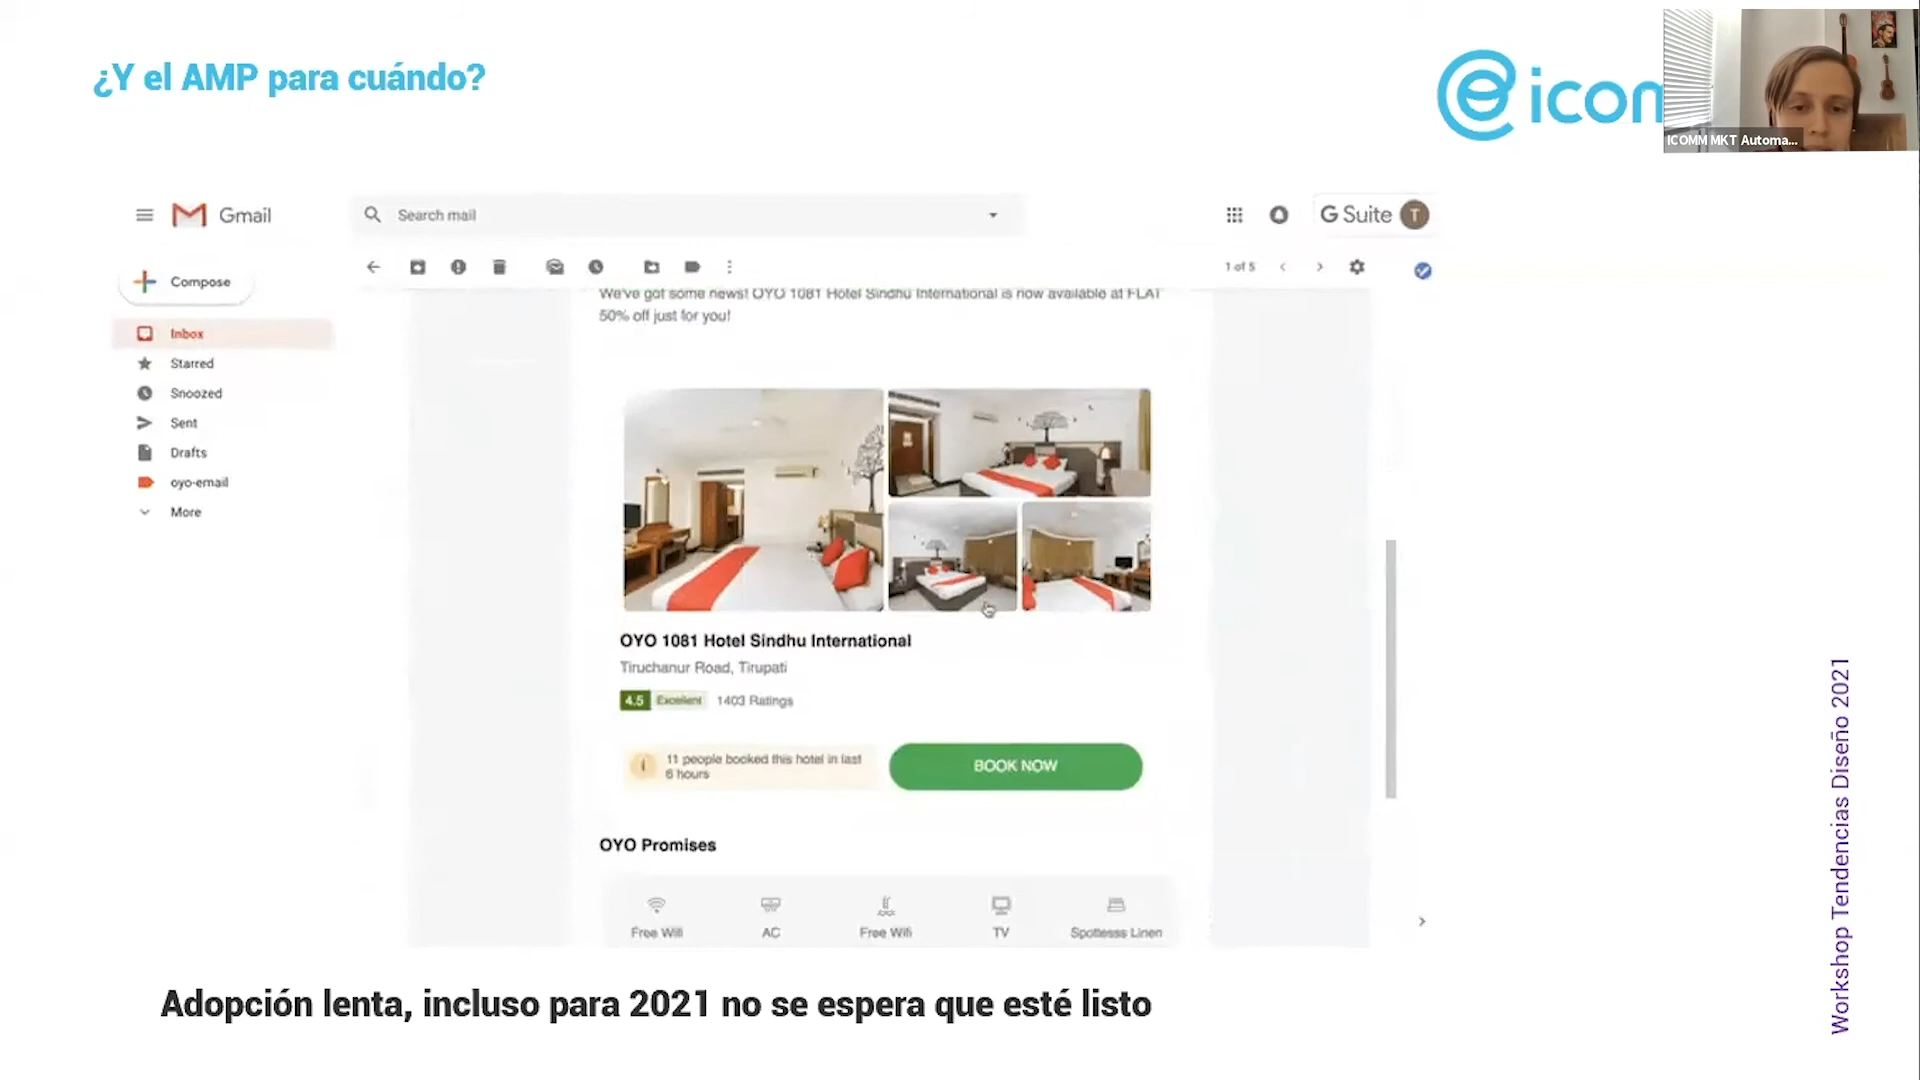 ¿Y el AMP para cuándo?
icom
ICOMM MKT Automa...
Gmail
Search mail
G Suite
T
Compose
1 of 5
Inbox
Starred
Snoozed
Sent
Drafts
oyo-email
More
We've got some news! OYO 1081 Hotel Sindhu International is now available at FLAT
50% off just for you!
OYO 1081 Hotel Sindhu International
Tiruchanur Road, Tirupati
4.5 Excellent 1403 Ratings
11 people booked this hotel in last
6 hours
BOOK NOW
OYO Promises
Free Wifi
AC
Free Wifi
TV
Spotlesss Linen
Adopción lenta, incluso para 2021 no se espera que esté listo
Workshop Tendencias Diseño 2021